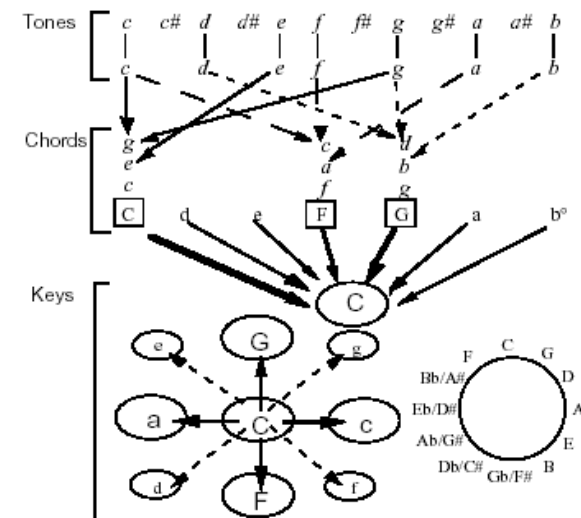 Tones c c# d d# e f f# g g# a a# b
c d e f g a b
Chords g c d
e a b
c f g
C d e F G a b°
Keys C
e G g
a C c
d F f
C
F G
Bb/A# D
Eb/D# A
Ab/G# E
Db/C# B
Gb/F#